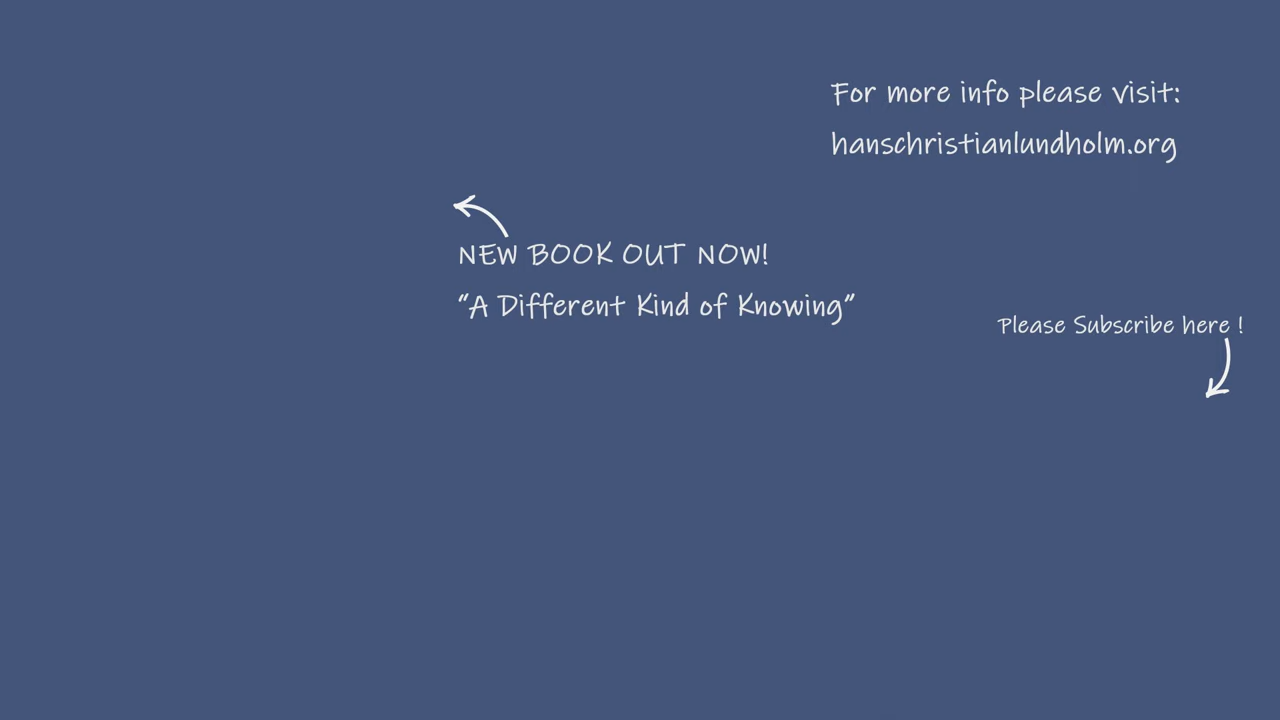 For more info please visit:
hanschristianlundholm.org
NEW BOOK OUT NOW!
“A Different Kind of Knowing”
Please Subscribe here !